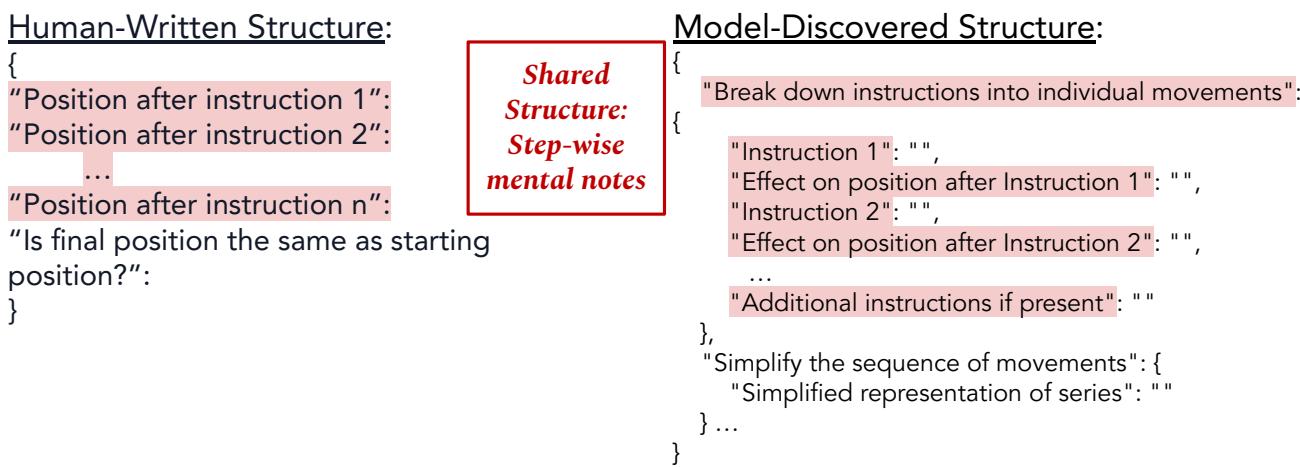 Human-Written Structure:
{
“Position after instruction 1”:
“Position after instruction 2”:
…
“Position after instruction n”:
“Is final position the same as starting
position?”:
}
Shared
Structure:
Step-wise
mental notes
Model-Discovered Structure:
{
"Break down instructions into individual movements":
{
"Instruction 1": "",
"Effect on position after Instruction 1": "",
"Instruction 2": "",
"Effect on position after Instruction 2": "",
…
"Additional instructions if present": ""
},
"Simplify the sequence of movements": {
"Simplified representation of series": ""
} …
}